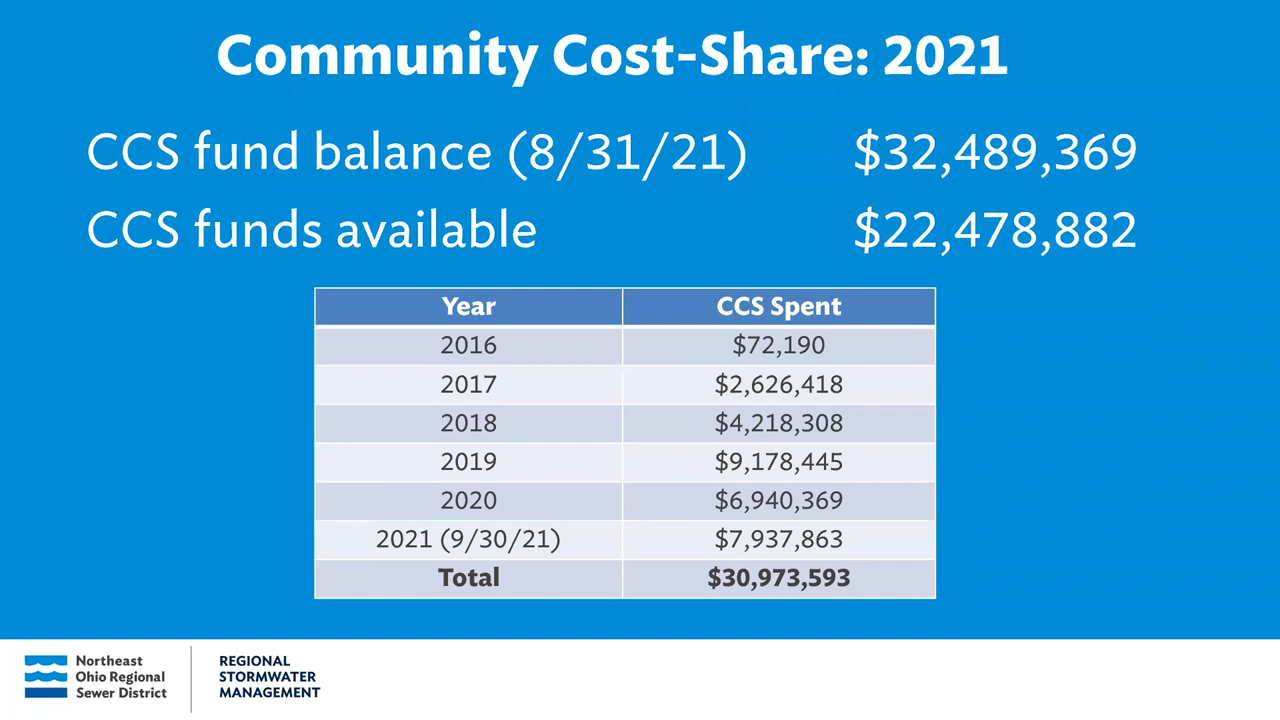 Community Cost-Share: 2021
CCS fund balance (8/31/21) $32,489,369
CCS funds available $22,478,882
Year CCS Spent
2016 $72,190
2017 $2,626,418
2018 $4,218,308
2019 $9,178,445
2020 $6,940,369
2021 (9/30/21) $7,937,863
Total $30,973,593
Northeast
Ohio Regional
Sewer District
REGIONAL
STORMWATER
MANAGEMENT